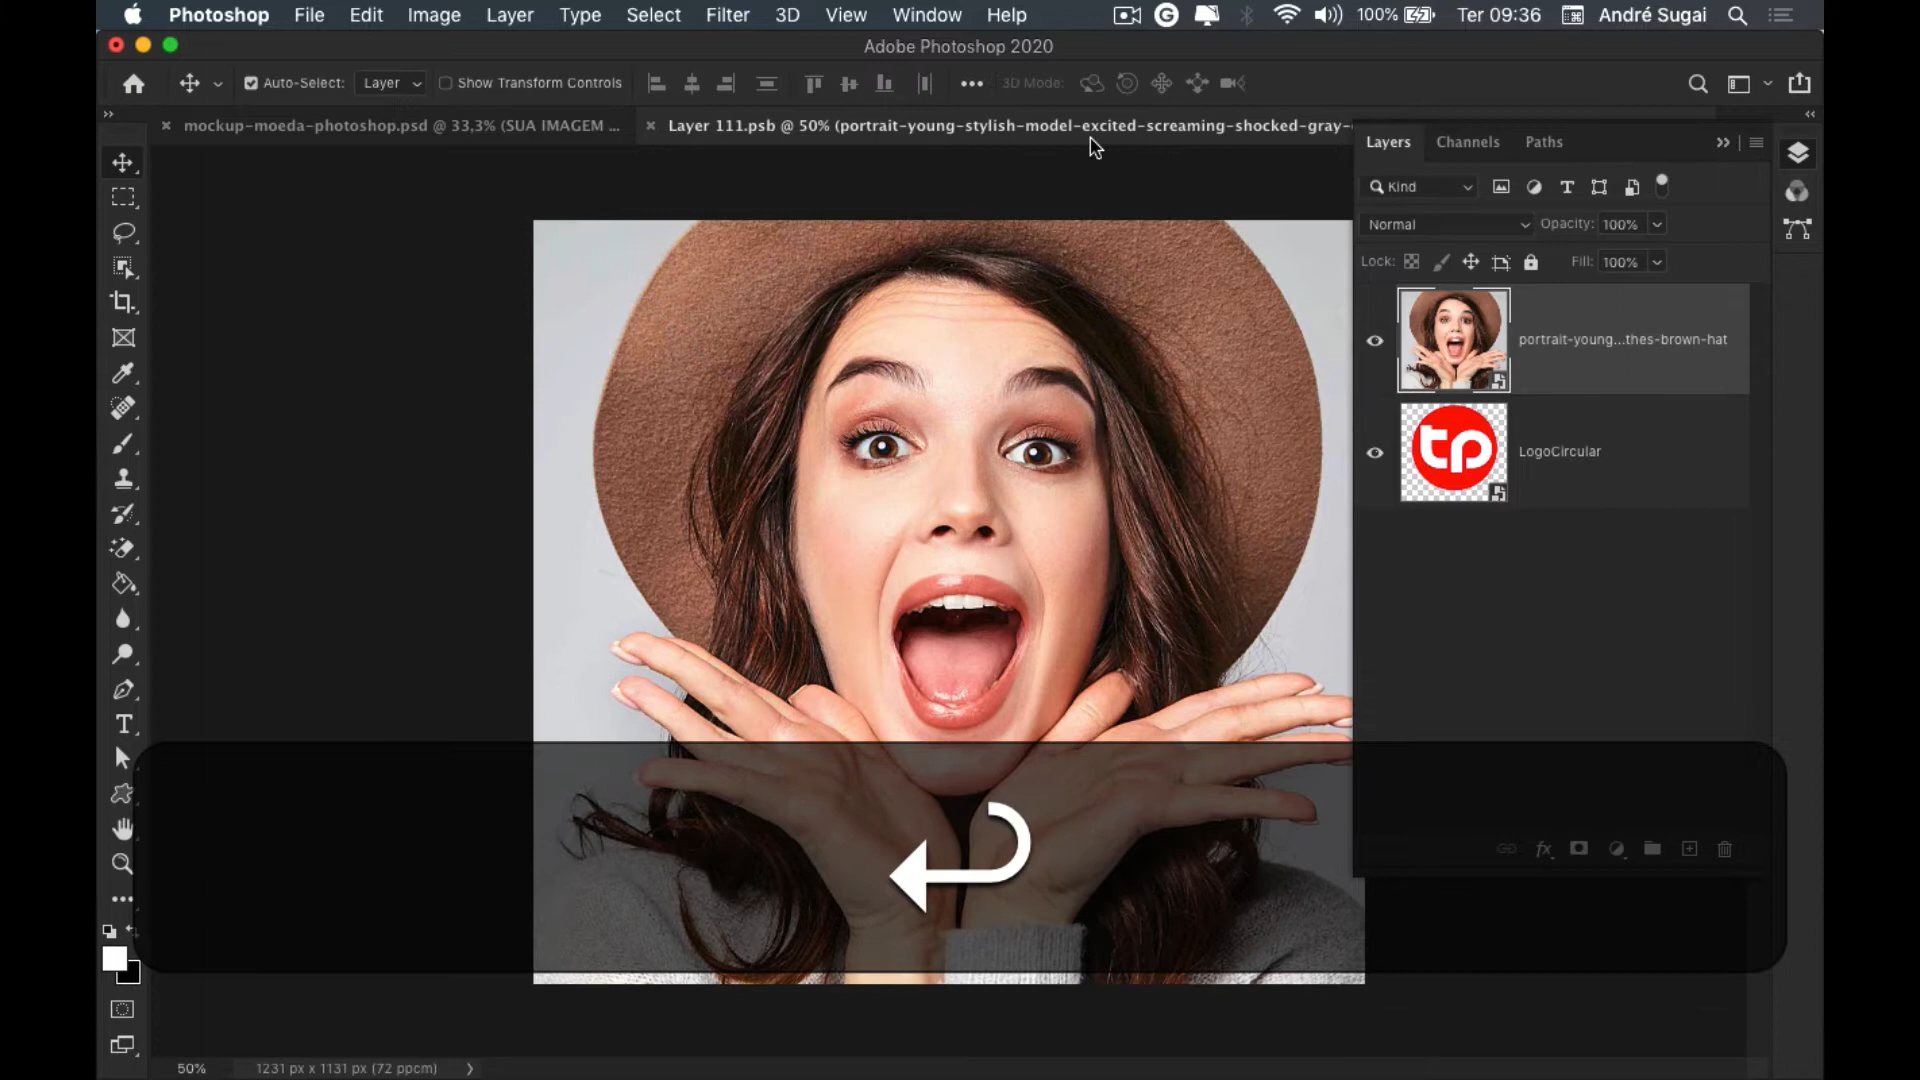 Photoshop File Edit Image Layer Type Select Filter 3D View Window Help 100% Ter 09:36 André Sugai
Adobe Photoshop 2020
Auto-Select: Layer Show Transform Controls 3D Mode:
mockup-moeda-photoshop.psd @ 33,3% (SUA IMAGEM ... Layer 111.psb @ 50% (portrait-young-stylish-model-excited-screaming-shocked-gray-
Layers Channels Paths
Kind
Normal Opacity: 100%
Lock: Fill: 100%
portrait-young...thes-brown-hat
tp LogoCircular
fx
50% 1231 px x 1131 px (72 ppcm)